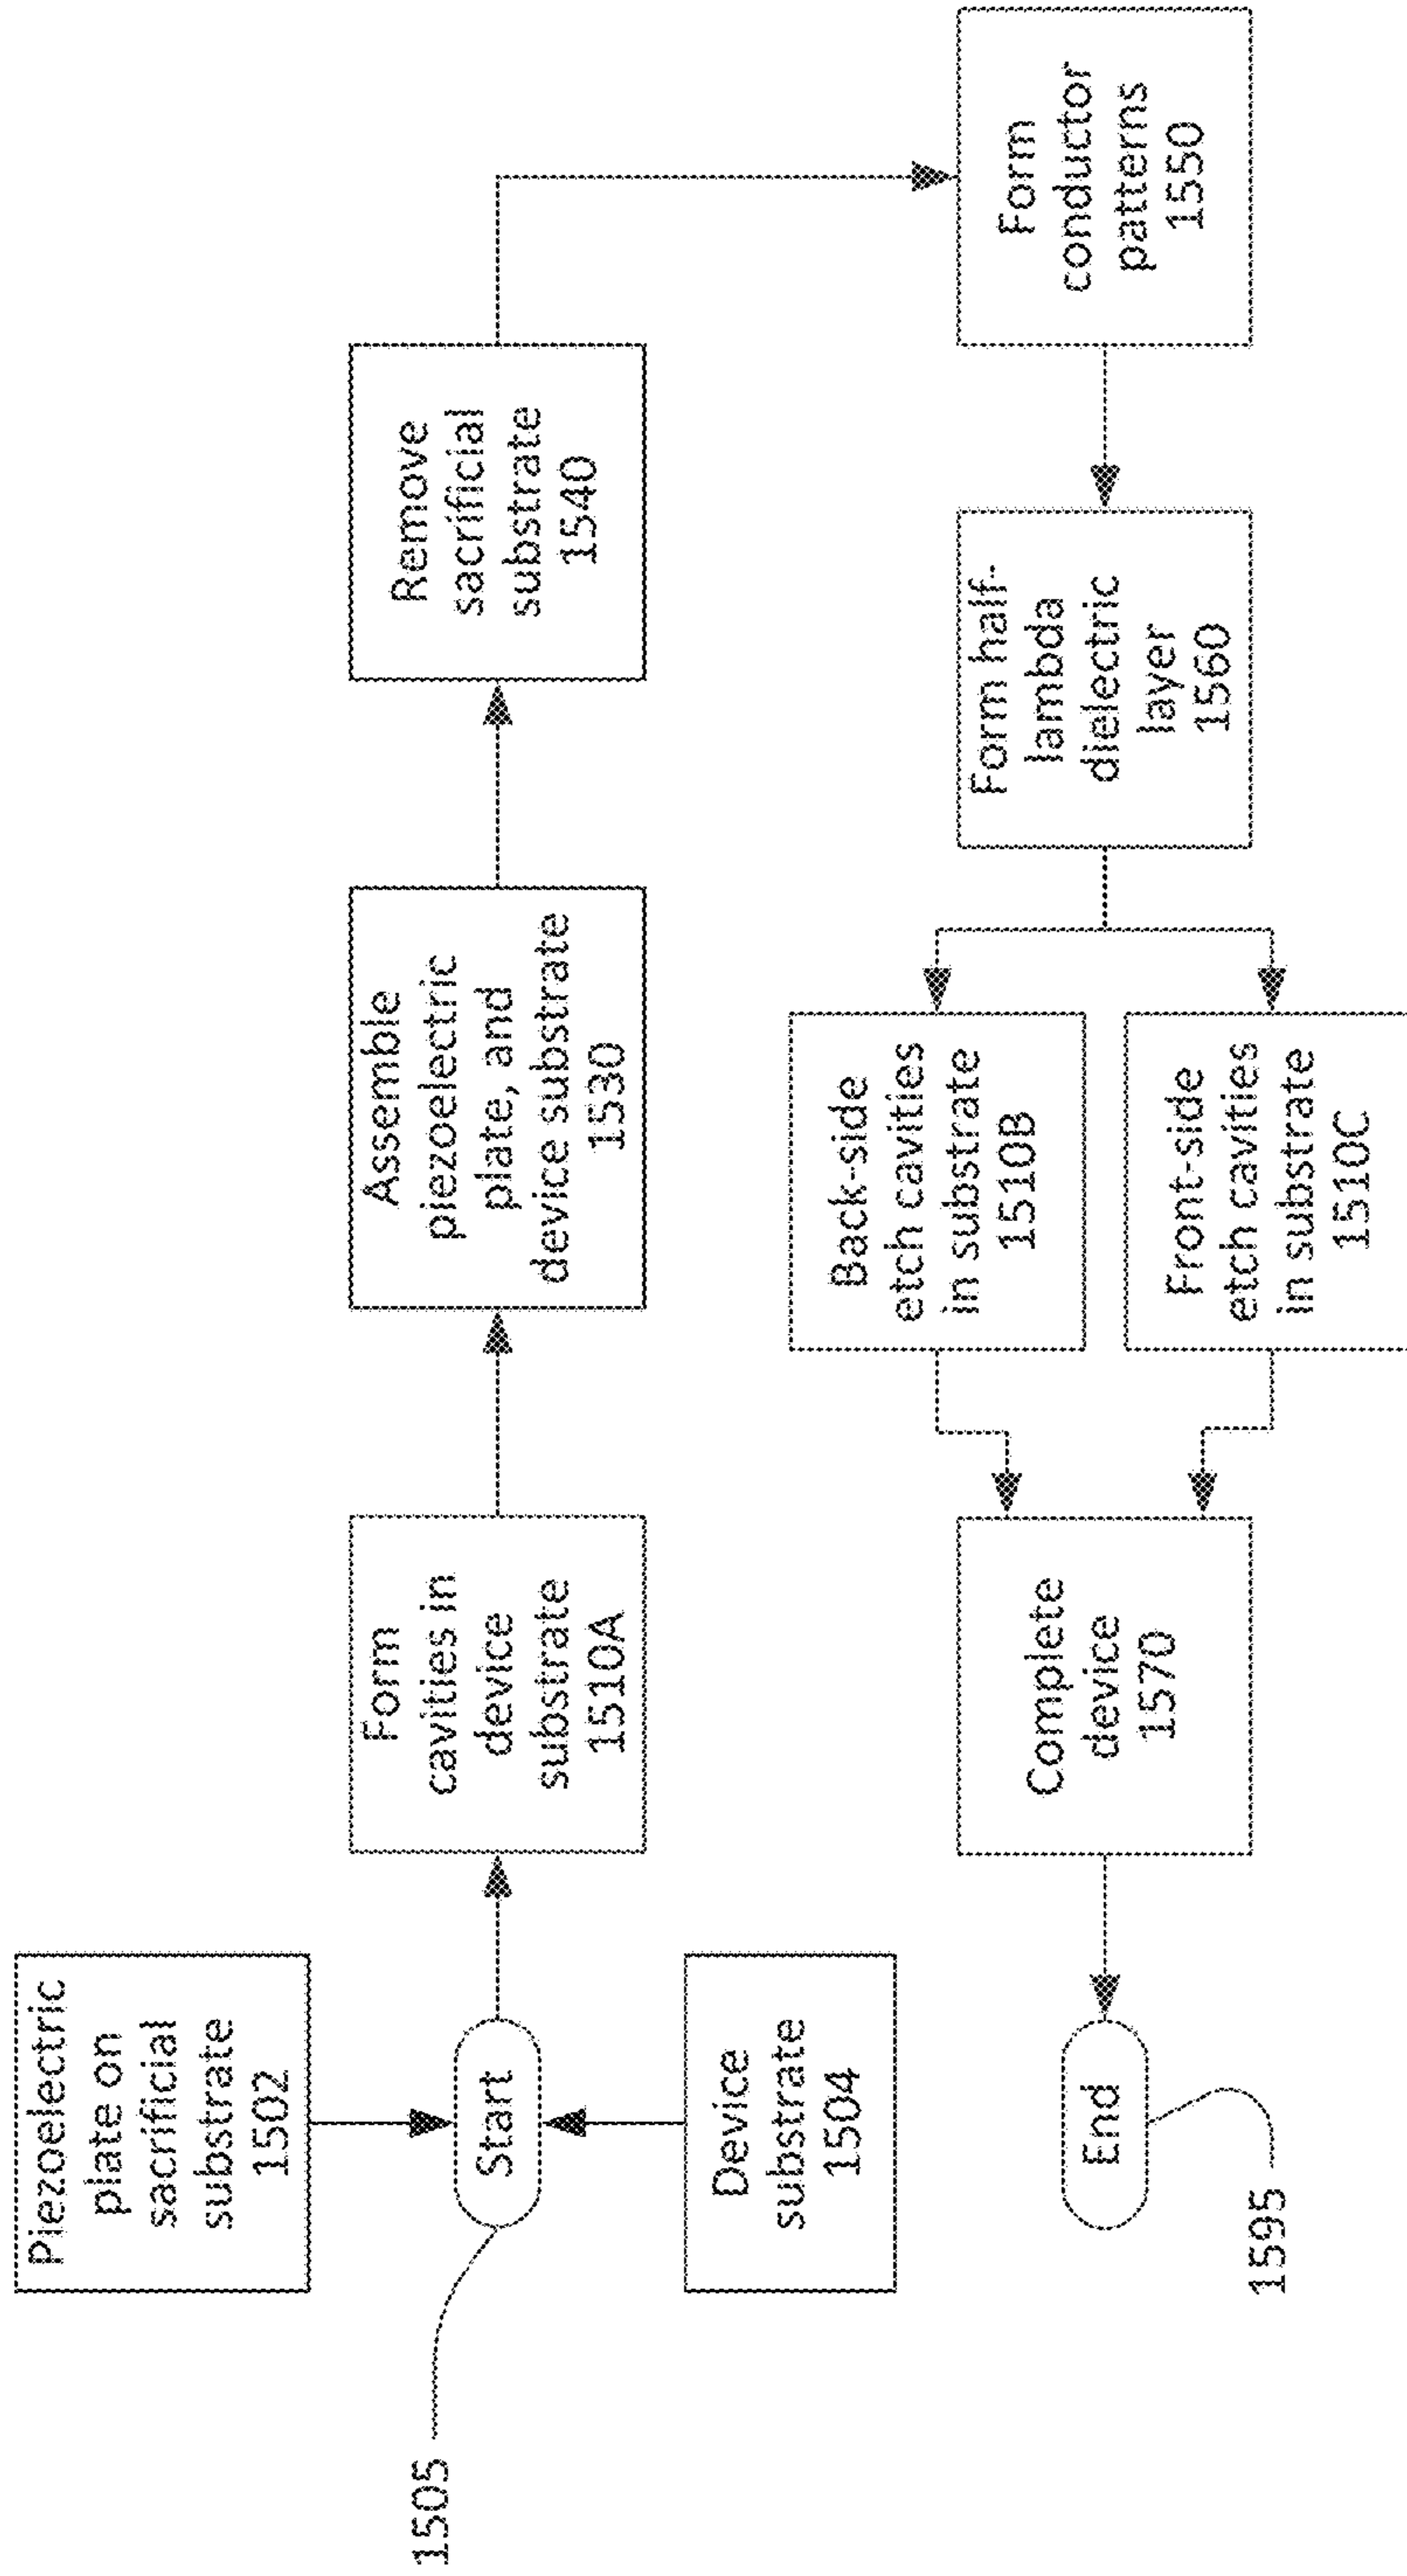 Piezoelectric
plate on
sacrificial
substrate
1502
1505
Start
Device
substrate
1504
Form
cavities in
device
substrate
1510A
Assemble
piezoelectric
plate, and
device substrate
1530
Remove
sacrificial
substrate
1540
Form
conductor
patterns
1550
Form half-
lambda
dielectric
layer
1560
Back-side
etch cavities
in substrate
1510B
Front-side
etch cavities
in substrate
1510C
Complete
device
1570
End
1595